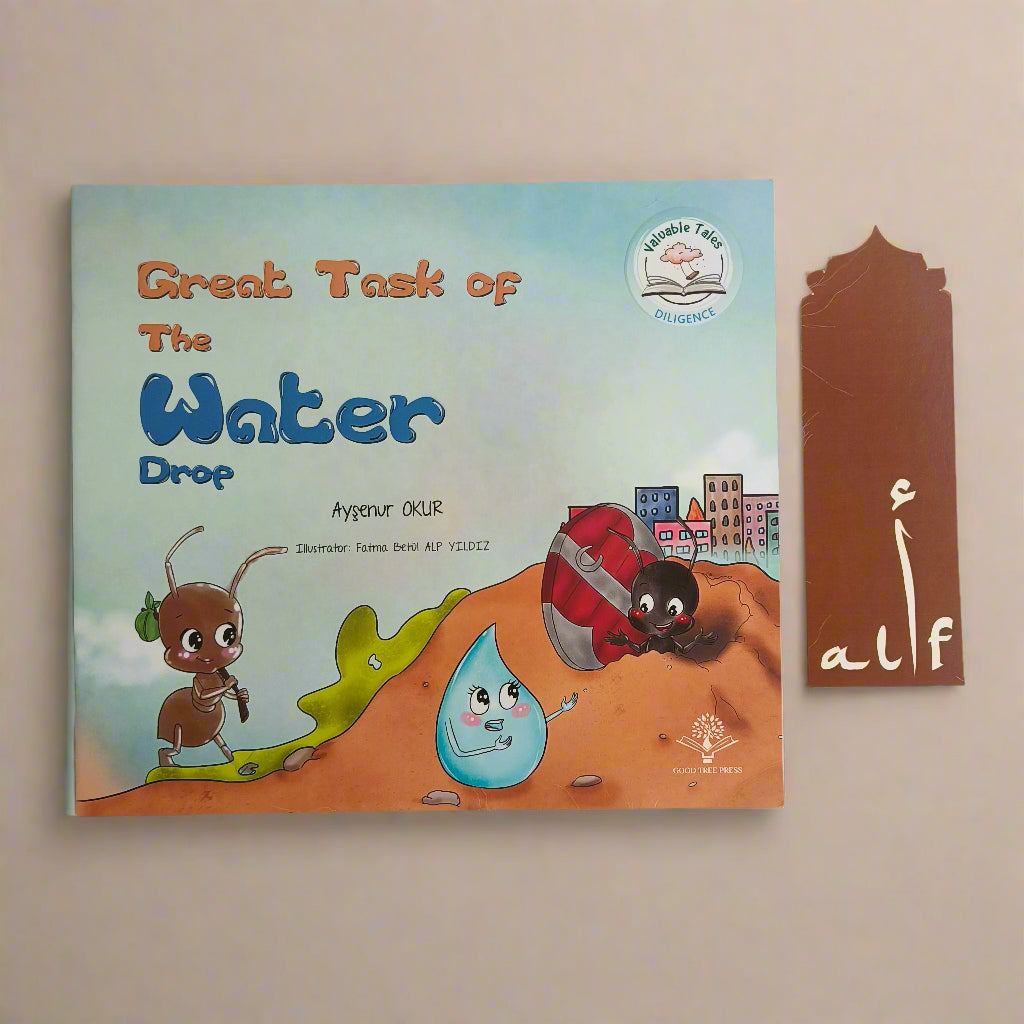 Great Task of
The
Water
Drop
Ayşenur OKUR
Illustrator: Fatma Betül ALP YILDIZ
Valuable Tales
DILIGENCE
GOOD TREE PRESS
أ
alf